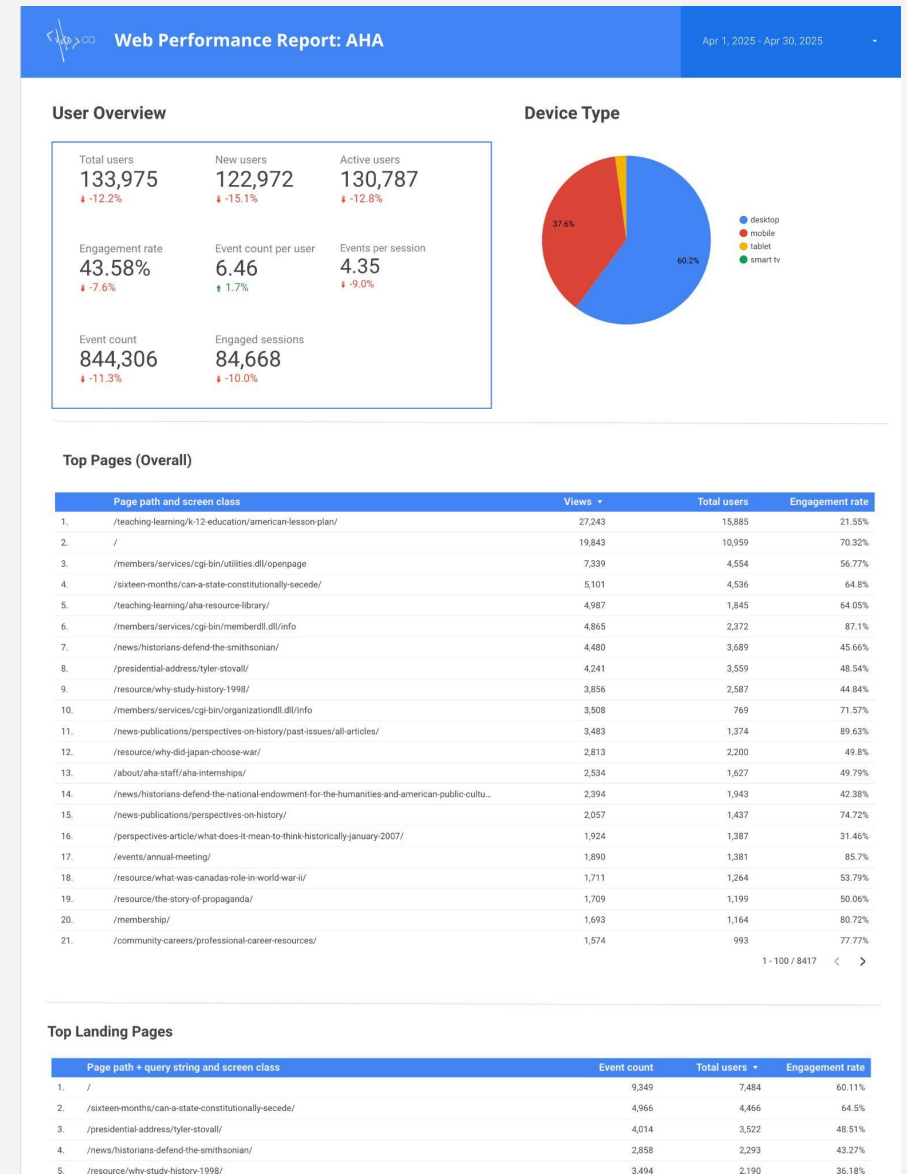 CO Web Performance Report: AHA Apr 1, 2025 - Apr 30, 2025
User Overview Device Type
Total users New users Active users
133,975 122,972 130,787
-12.2% -15.1% -12.8%
Engagement rate Event count per user Events per session
43.58% 6.46 4.35
-7.6% 1.7% -9.0%
Event count Engaged sessions
844,306 84,668
-11.3% -10.0%
37.6%
60.2%
desktop
mobile
tablet
smart tv
Top Pages (Overall)
Page path and screen class Views Total users Engagement rate
1. /teaching-learning/k-12-education/american-lesson-plan/ 27,243 15,885 21.55%
2. / 19,843 10,959 70.32%
3. /members/services/cgi-bin/utilities.dll/openpage 7,339 4,554 56.77%
4. /sixteen-months/can-a-state-constitutionally-secede/ 5,101 4,536 64.8%
5. /teaching-learning/aha-resource-library/ 4,987 1,845 64.05%
6. /members/services/cgi-bin/memberdll.dll/info 4,865 2,372 87.1%
7. /news/historians-defend-the-smithsonian/ 4,480 3,689 45.66%
8. /presidential-address/tyler-stovall/ 4,241 3,559 48.54%
9. /resource/why-study-history-1998/ 3,856 2,587 44.84%
10. /members/services/cgi-bin/organizationdll.dll/info 3,508 769 71.57%
11. /news-publications/perspectives-on-history/past-issues/all-articles/ 3,483 1,374 89.63%
12. /resource/why-did-japan-choose-war/ 2,813 2,200 49.8%
13. /about/aha-staff/aha-internships/ 2,534 1,627 49.79%
14. /news/historians-defend-the-national-endowment-for-the-humanities-and-american-public-cultu... 2,394 1,943 42.38%
15. /news-publications/perspectives-on-history/ 2,057 1,437 74.72%
16. /perspectives-article/what-does-it-mean-to-think-historically-january-2007/ 1,924 1,387 31.46%
17. /events/annual-meeting/ 1,890 1,381 85.7%
18. /resource/what-was-canadas-role-in-world-war-ii/ 1,711 1,264 53.79%
19. /resource/the-story-of-propaganda/ 1,709 1,199 50.06%
20. /membership/ 1,693 1,164 80.72%
21. /community-careers/professional-career-resources/ 1,574 993 77.77%
1 - 100 / 8417
Top Landing Pages
Page path + query string and screen class Event count Total users Engagement rate
1. / 9,349 7,484 60.11%
2. /sixteen-months/can-a-state-constitutionally-secede/ 4,966 4,466 64.5%
3. /presidential-address/tyler-stovall/ 4,014 3,522 48.51%
4. /news/historians-defend-the-smithsonian/ 2,858 2,293 43.27%
5. /resource/why-study-history-1998/ 3,494 2,190 36.18%